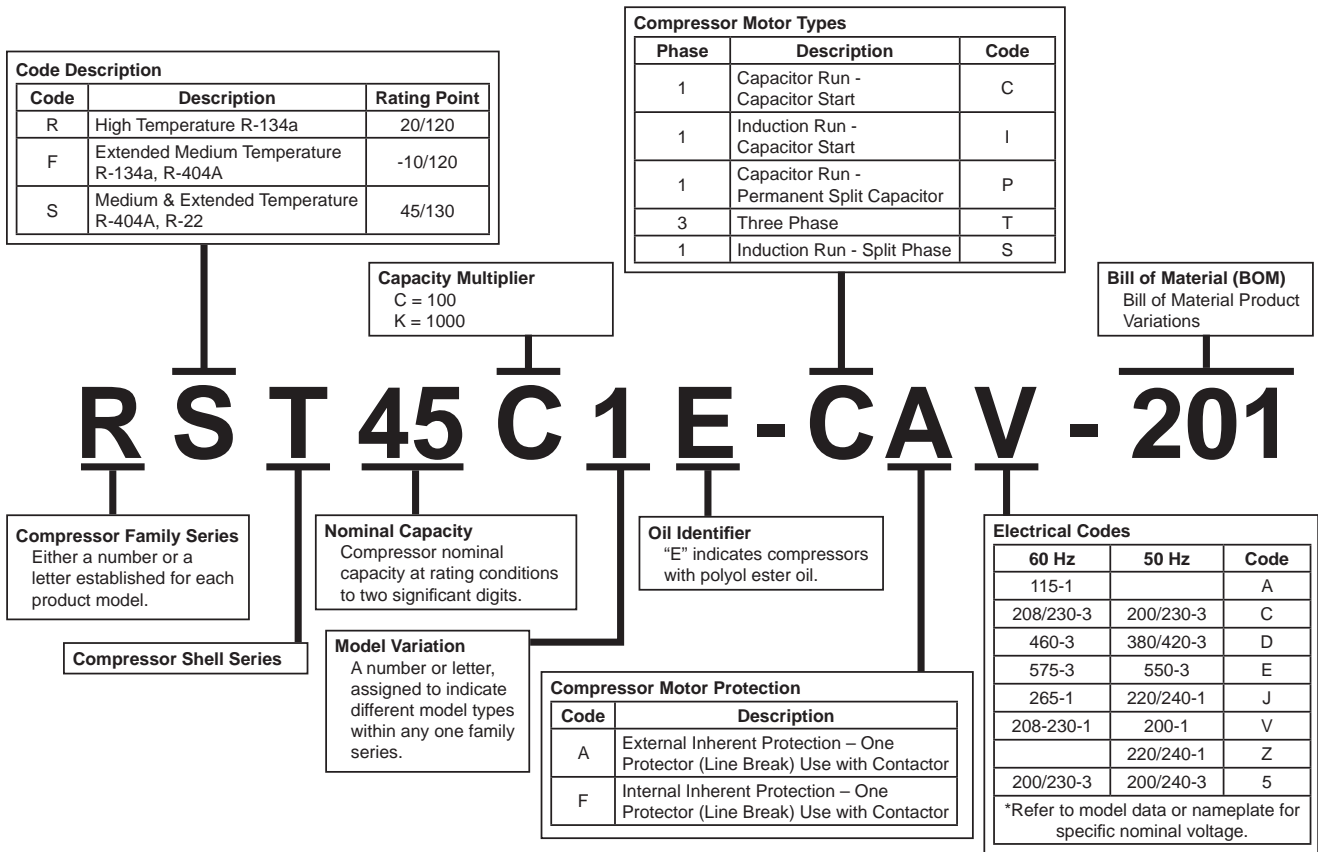 Compressor Motor Types
Phase Description Code
1 Capacitor Run -
Capacitor Start C
1 Induction Run -
Capacitor Start I
1 Capacitor Run -
Permanent Split Capacitor P
3 Three Phase T
1 Induction Run - Split Phase S
Code Description
Code Description Rating Point
R High Temperature R-134a 20/120
F Extended Medium Temperature
R-134a, R-404A -10/120
S Medium & Extended Temperature
R-404A, R-22 45/130
Capacity Multiplier
C = 100
K = 1000
Bill of Material (BOM)
Bill of Material Product
Variations
R S T 45 C 1 E - C A V - 201
Compressor Family Series
Either a number or a
letter established for each
product model.
Compressor Shell Series
Nominal Capacity
Compressor nominal
capacity at rating conditions
to two significant digits.
Model Variation
A number or letter,
assigned to indicate
different model types
within any one family
series.
Oil Identifier
“E” indicates compressors
with polyol ester oil.
Compressor Motor Protection
Code Description
A External Inherent Protection – One
Protector (Line Break) Use with Contactor
F Internal Inherent Protection – One
Protector (Line Break) Use with Contactor
Electrical Codes
60 Hz 50 Hz Code
115-1 A
208/230-3 200/230-3 C
460-3 380/420-3 D
575-3 550-3 E
265-1 220/240-1 J
208-230-1 200-1 V
220/240-1 Z
200/230-3 200/240-3 5
*Refer to model data or nameplate for
specific nominal voltage.